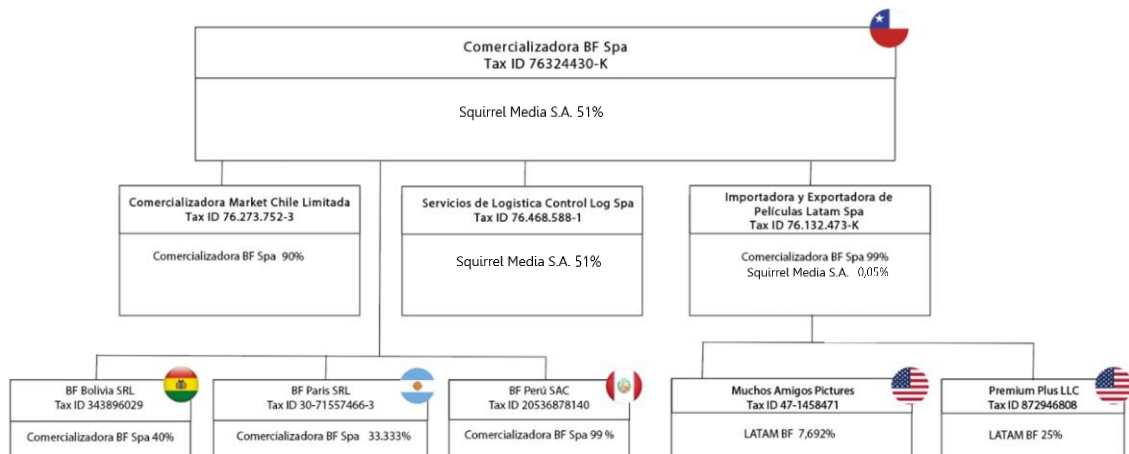 Comercializadora BF Spa
Tax ID 76324430-K
Squirrel Media S.A. 51%
Comercializadora Market Chile Limitada
Tax ID 76.273.752-3
Comercializadora BF Spa 90%
Servicios de Logistica Control Log Spa
Tax ID 76.468.588-1
Squirrel Media S.A. 51%
Importadora y Exportadora de
Películas Latam Spa
Tax ID 76.132.473-K
Comercializadora BF Spa 99%
Squirrel Media S.A. 0,05%
BF Bolivia SRL
Tax ID 343896029
Comercializadora BF Spa 40%
BF Paris SRL
Tax ID 30-71557466-3
Comercializadora BF Spa 33.333%
BF Perú SAC
Tax ID 20536878140
Comercializadora BF Spa 99 %
Muchos Amigos Pictures
Tax ID 47-1458471
LATAM BF 7,692%
Premium Plus LLC
Tax ID 872946808
LATAM BF 25%